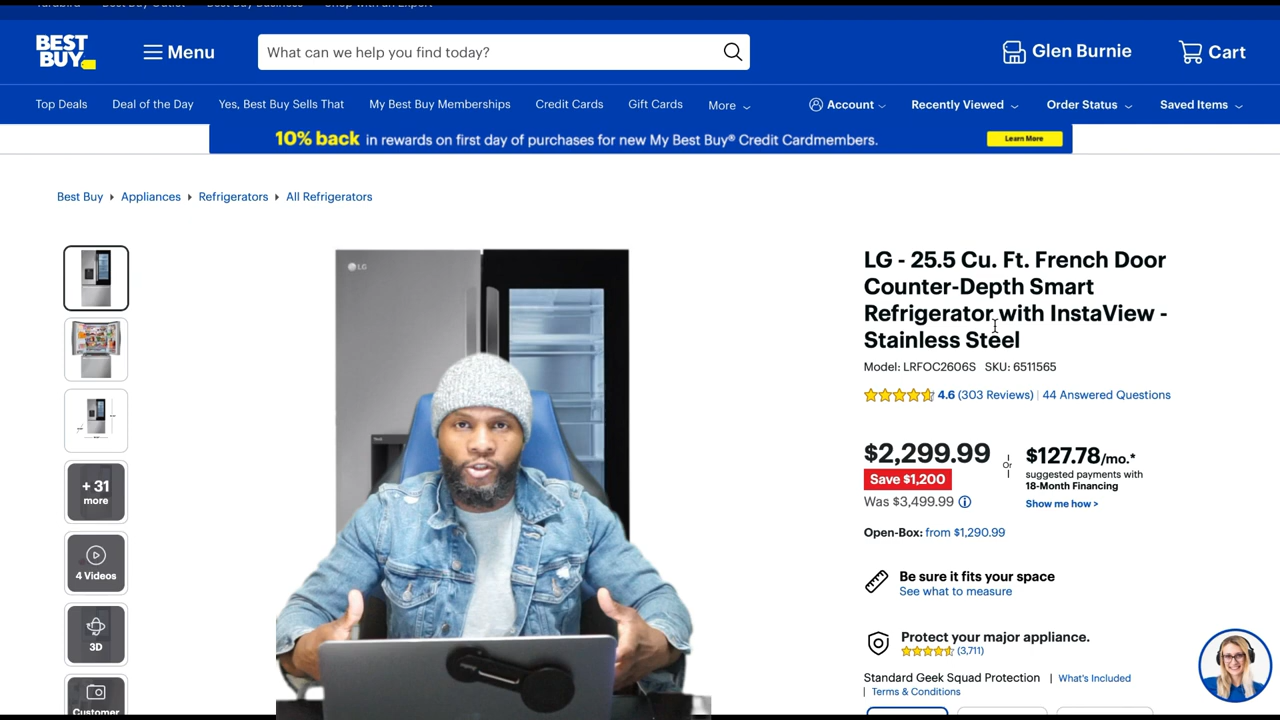 Best Buy Outlet Best Buy Business Shop with an Expert
BEST BUY
Menu
What can we help you find today?
Glen Burnie
Cart
Top Deals
Deal of the Day
Yes, Best Buy Sells That
My Best Buy Memberships
Credit Cards
Gift Cards
More
Account
Recently Viewed
Order Status
Saved Items
10% back in rewards on first day of purchases for new My Best Buy® Credit Cardmembers.
Learn More
Best Buy
Appliances
Refrigerators
All Refrigerators
LG
+ 31
more
4 Videos
3D
Customer
LG - 25.5 Cu. Ft. French Door
Counter-Depth Smart
Refrigerator with InstaView -
Stainless Steel
Model: LRFOC2606S SKU: 6511565
4.6 (303 Reviews) | 44 Answered Questions
$2,299.99
Save $1,200
Was $3,499.99
Or
$127.78/mo.*
suggested payments with
18-Month Financing
Show me how >
Open-Box: from $1,290.99
Be sure it fits your space
See what to measure
Protect your major appliance.
(3,711)
Standard Geek Squad Protection | What's Included
| Terms & Conditions